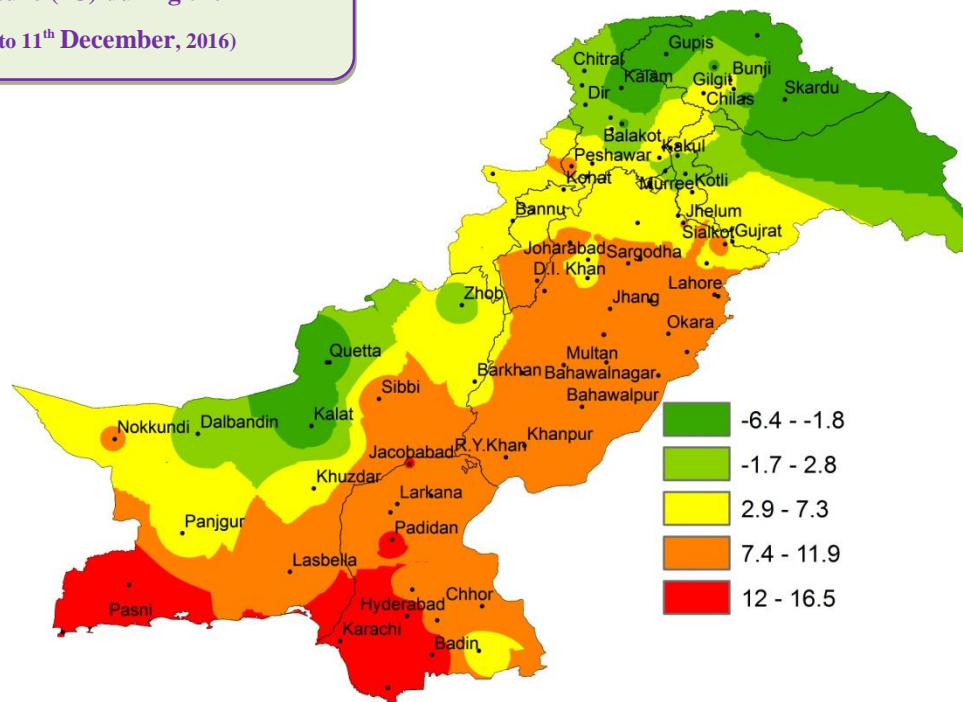 to 11th December, 2016)
Gupis
Chitral
Bunji
Kalam
Gilgit
Skardu
Dir
Chilas
Balakot
Kakul
Peshawar
Kohat
Murree
Kotli
Bannu
Jhelum
Sialkot
Gujrat
Joharabad
Sargodha
D.I. Khan
Zhob
Lahore
Jhang
Okara
Quetta
Multan
Barkhan
Bahawalnagar
Sibbi
Bahawalpur
Kalat
Nokkundi
Dalbandin
Khanpur
R.Y.Khan
Jacobabad
Khuzdar
Larkana
Panjgur
Padidan
Lasbella
Pasni
Hyderabad
Chhor
Karachi
Badin
-6.4 - -1.8
-1.7 - 2.8
2.9 - 7.3
7.4 - 11.9
12 - 16.5